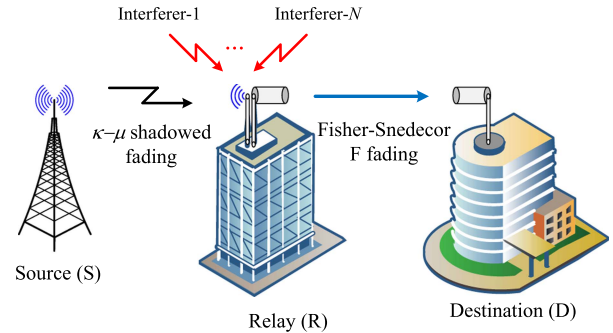 Interferer-1
...
Interferer-N
κ–μ shadowed
fading
Fisher-Snedecor
F fading
Source (S)
Relay (R)
Destination (D)